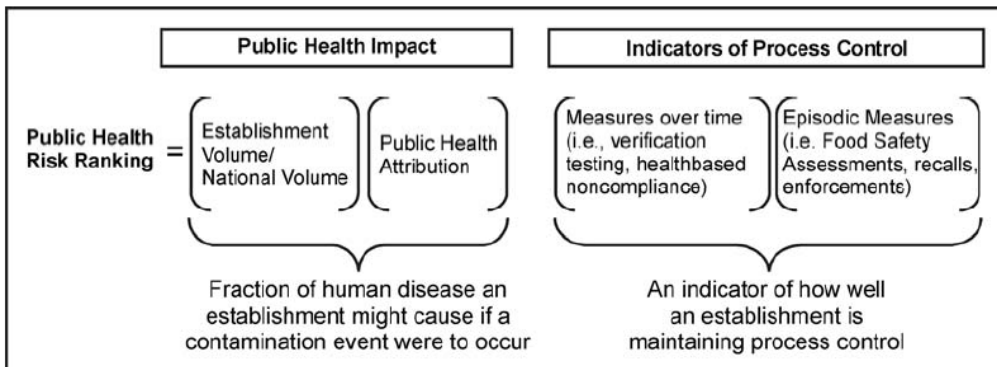 Public Health Impact
Indicators of Process Control
Public Health
Risk Ranking
=
Establishment
Volume/
National Volume
Public Health
Attribution
Measures over time
(i.e., verification
testing, healthbased
noncompliance)
Episodic Measures
(i.e. Food Safety
Assessments, recalls,
enforcements)
Fraction of human disease an
establishment might cause if a
contamination event were to occur
An indicator of how well
an establishment is
maintaining process control